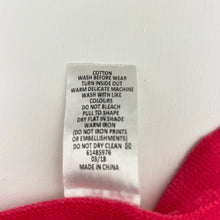 COTTON
WASH BEFORE WEAR
TURN INSIDE OUT
WARM DELICATE MACHINE
WASH WITH LIKE
COLOURS
DO NOT BLEACH
PULL TO SHAPE
DRY FLAT IN SHADE
WARM IRON
(DO NOT IRON PRINTS
OR EMBELLISHMENTS)
DO NOT DRY CLEAN
61485976
03/18
MADE IN CHINA